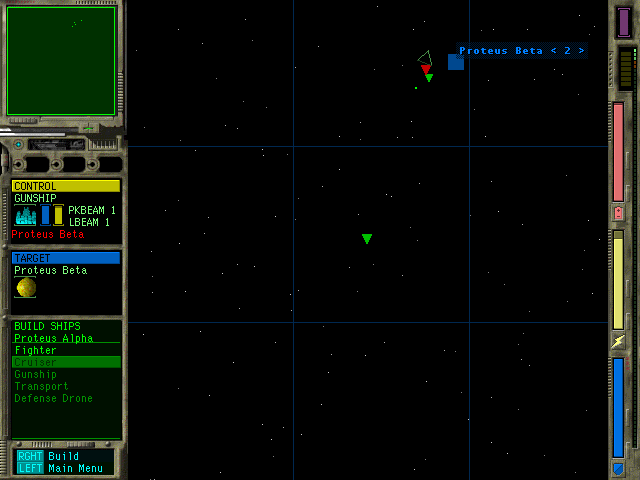 Proteus Beta < 2 >
CONTROL
GUNSHIP
PKBEAM 1
LBEAM 1
Proteus Beta
TARGET
Proteus Beta
BUILD SHIPS
Proteus Alpha
Fighter
Cruiser
Gunship
Transport
Defense Drone
RGHT Build
LEFT Main Menu